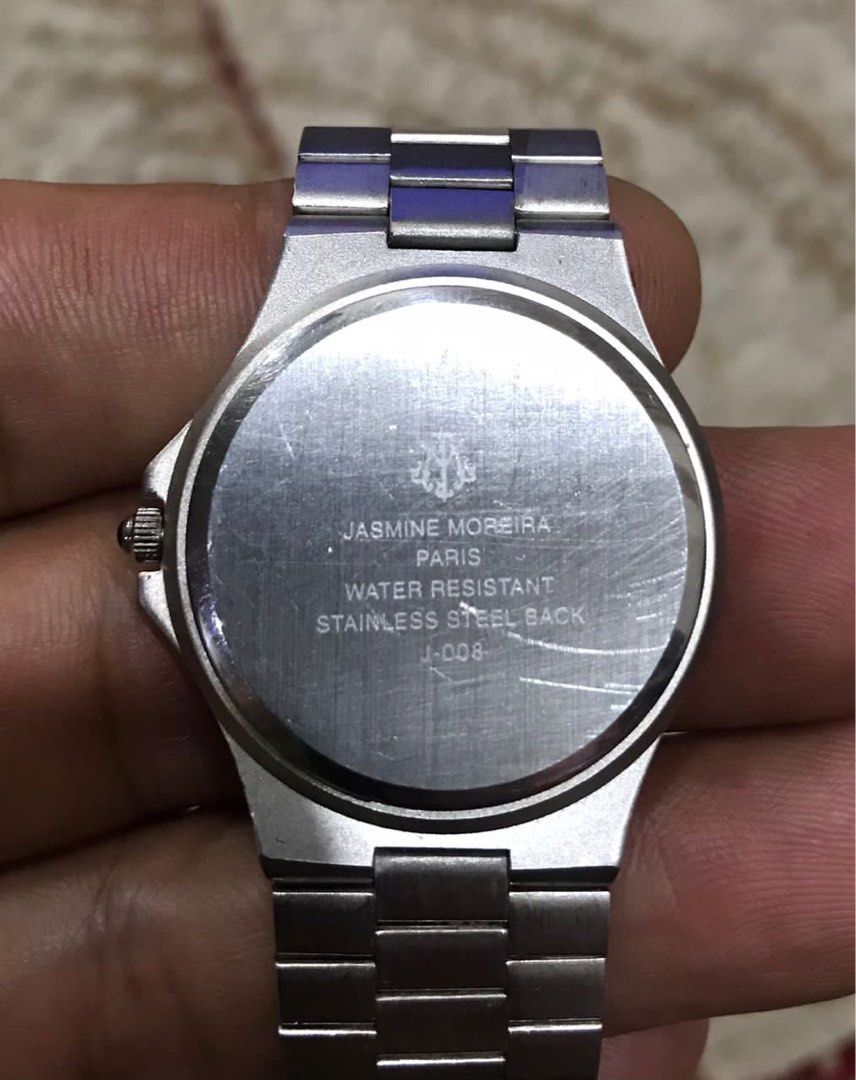 JASMINE MOREIRA
PARIS
WATER RESISTANT
STAINLESS STEEL BACK
J-008